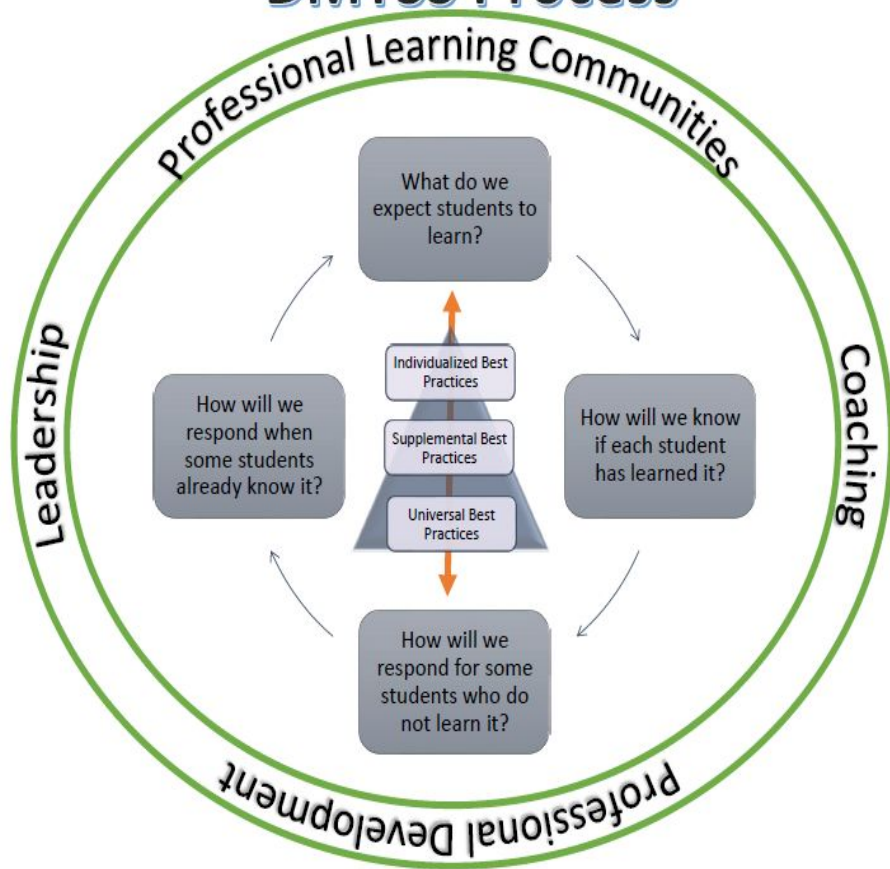 Process
Professional Learning Communities
What do we
expect students to
learn?
Leadership
Coaching
Individualized Best
Practices
How will we
respond when
some students
already know it?
Supplemental Best
Practices
How will we know
if each student
has learned it?
Universal Best
Practices
How will we
respond for some
students who do
not learn it?
Professional Development